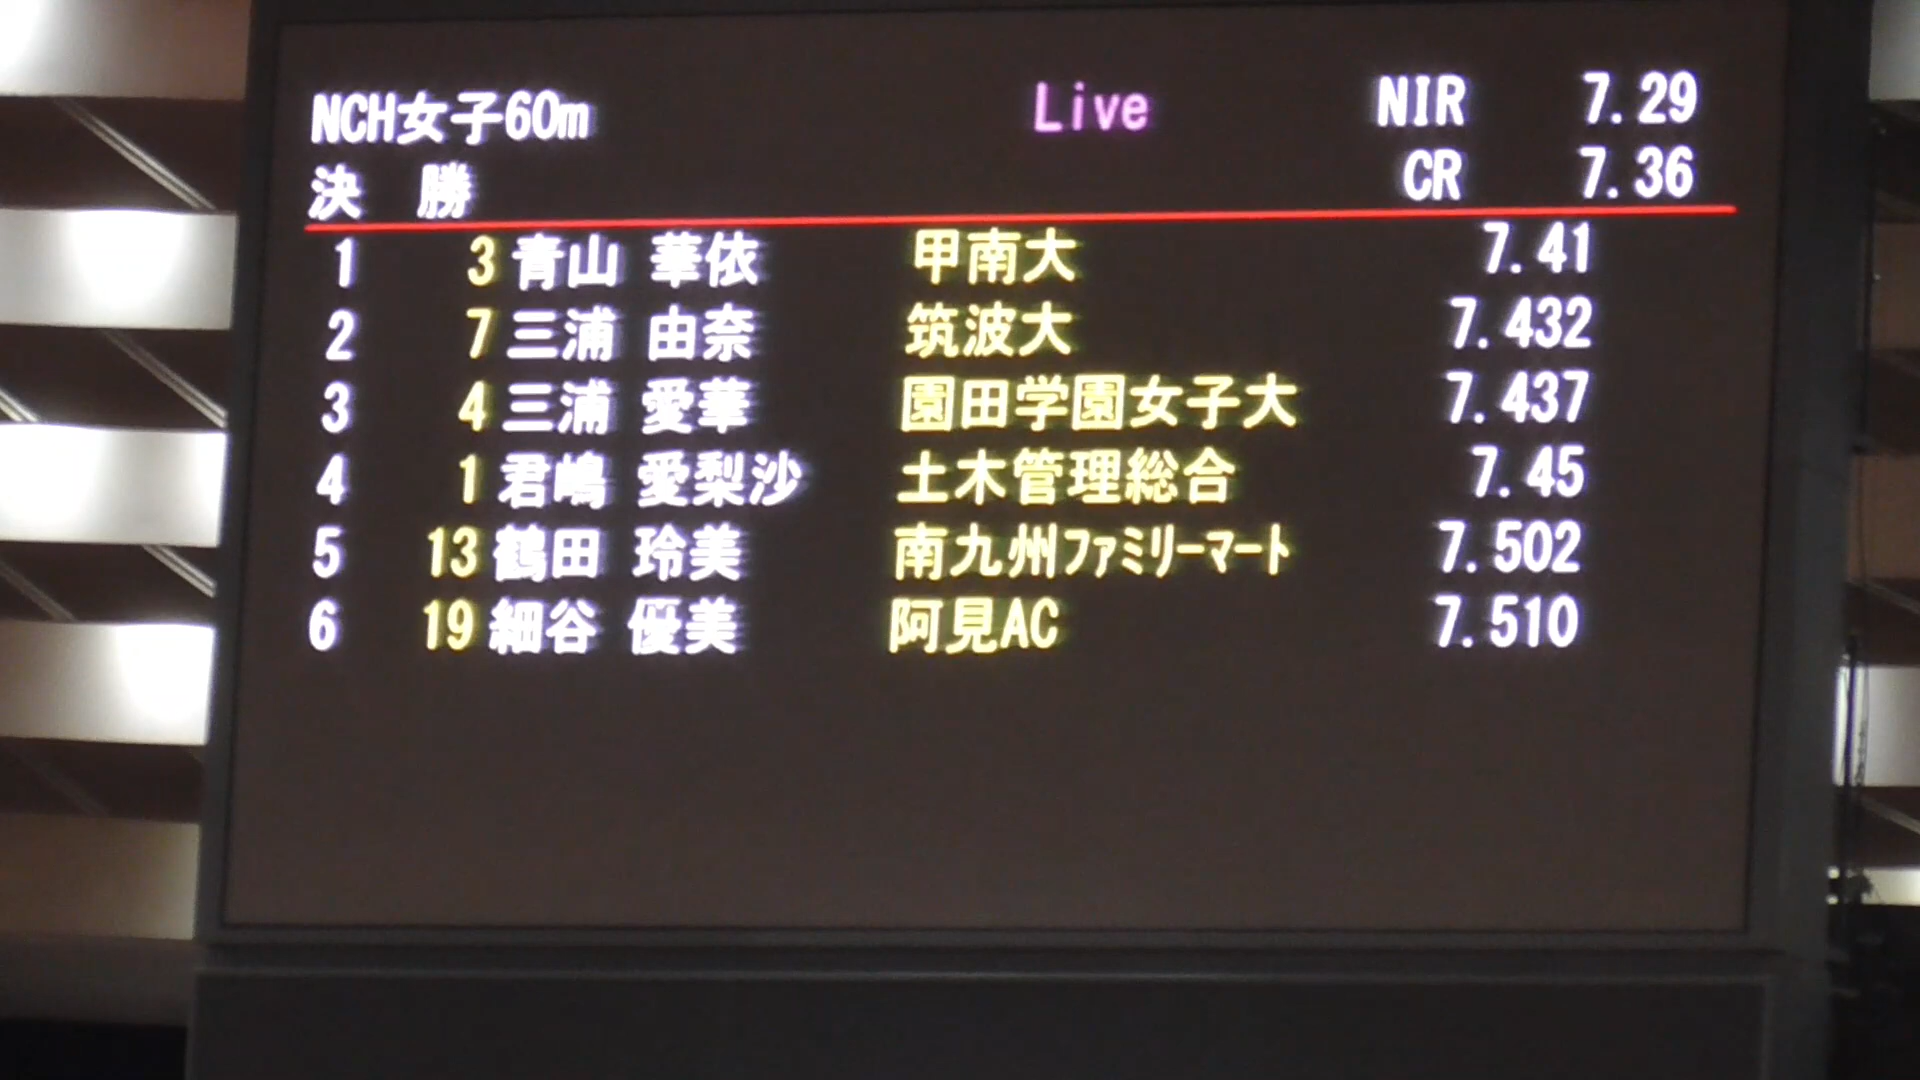 NCH女子60m Live NIR 7.29
決 勝 CR 7.36
1 3 青山 華依 甲南大 7.41
2 7 三浦 由奈 筑波大 7.432
3 4 三浦 愛華 園田学園女子大 7.437
4 1 君嶋 愛梨沙 土木管理総合 7.45
5 13 鶴田 玲美 南九州ファミリーマート 7.502
6 19 細谷 優美 阿見AC 7.510